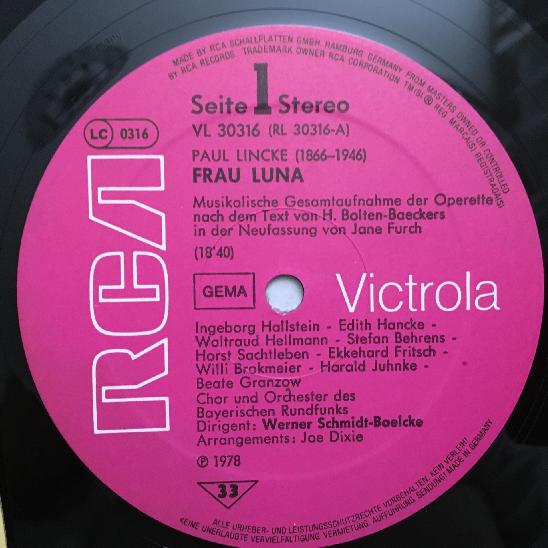 MADE BY RCA SCHALLPLATTEN GMBH, HAMBURG, GERMANY, FROM MASTERS OWNED OR CONTROLLED
BY RCA RECORDS TRADEMARK OWNER RCA CORPORATION TM(S) ® REG MARCA(S) REGISTRADA(S)
Seite 1 Stereo
LC 0316
VL 30316 (RL 30316-A)
PAUL LINCKE (1866–1946)
FRAU LUNA
Musikalische Gesamtaufnahme der Operette
nach dem Text von H. Bolten-Baeckers
in der Neufassung von Jane Furch
(18'40)
RCA
GEMA
Victrola
Ingeborg Hallstein - Edith Hancke -
Waltraud Hellmann - Stefan Behrens -
Horst Sachtleben - Ekkehard Fritsch -
Willi Brokmeier - Harald Juhnke -
Beate Granzow
Chor und Orchester des
Bayerischen Rundfunks
Dirigent: Werner Schmidt-Boelcke
Arrangements: Joe Dixie
℗ 1978
33
ALLE URHEBER- UND LEISTUNGSSCHUTZRECHTE VORBEHALTEN. KEIN VERLEIH!
KEINE UNERLAUBTE VERVIELFÄLTIGUNG, AUFFÜHRUNG, SENDUNG! MADE IN GERMANY